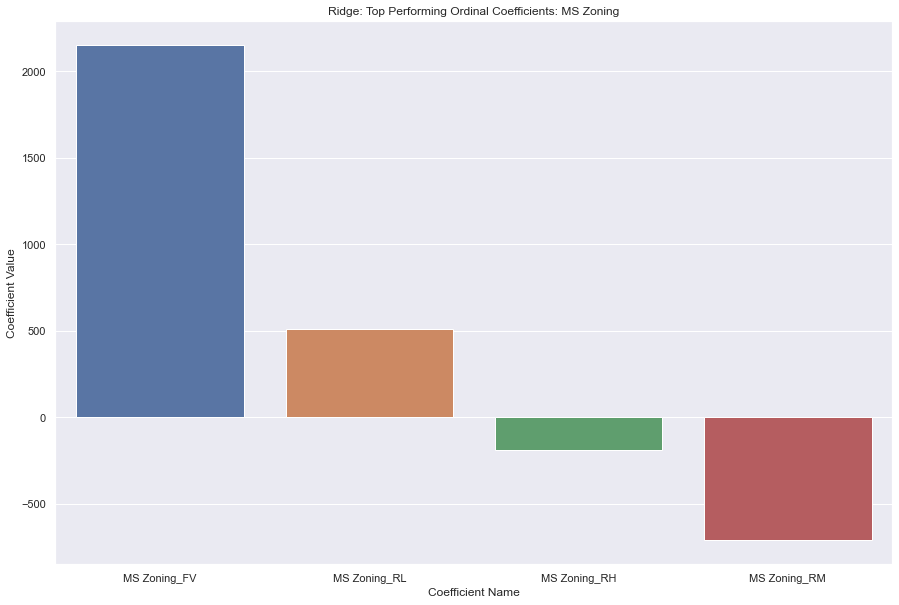 Ridge: Top Performing Ordinal Coefficients: MS Zoning
2000
1500
1000
500
0
−500
Coefficient Value
MS Zoning_FV
MS Zoning_RL
MS Zoning_RH
MS Zoning_RM
Coefficient Name